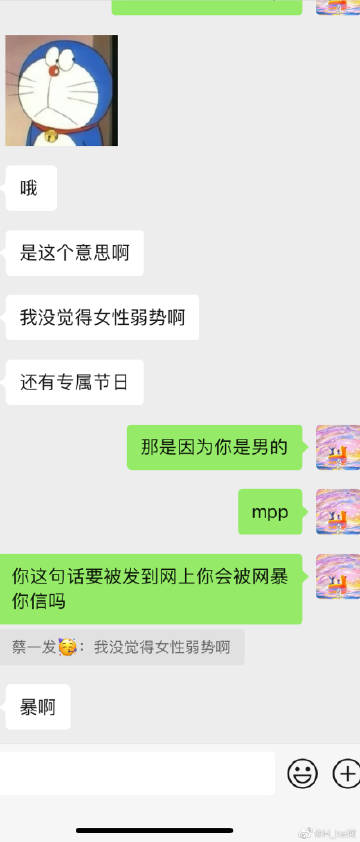 哦
是这个意思啊
我没觉得女性弱势啊
还有专属节日
那是因为你是男的
mpp
你这句话要被发到网上你会被网暴
你信吗
蔡一发🥳：我没觉得女性弱势啊
暴啊